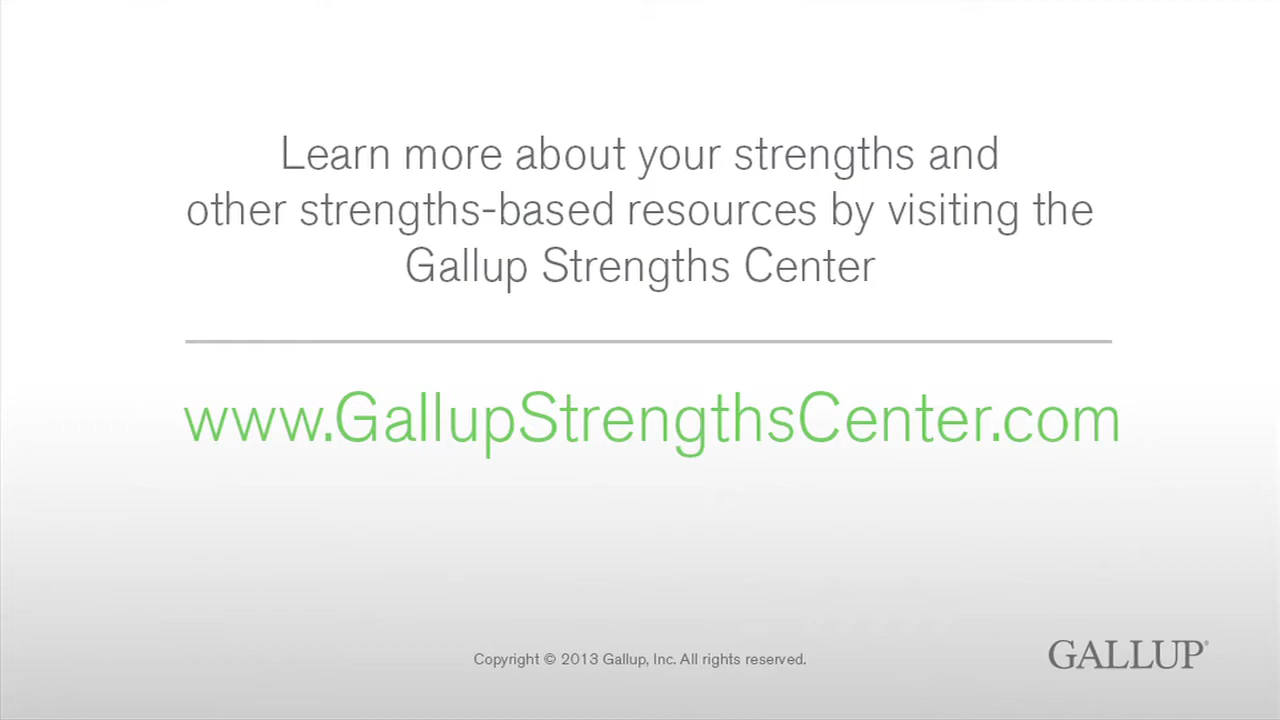 Learn more about your strengths and
other strengths-based resources by visiting the
Gallup Strengths Center
www.GallupStrengthsCenter.com
Copyright © 2013 Gallup, Inc. All rights reserved.
GALLUP®